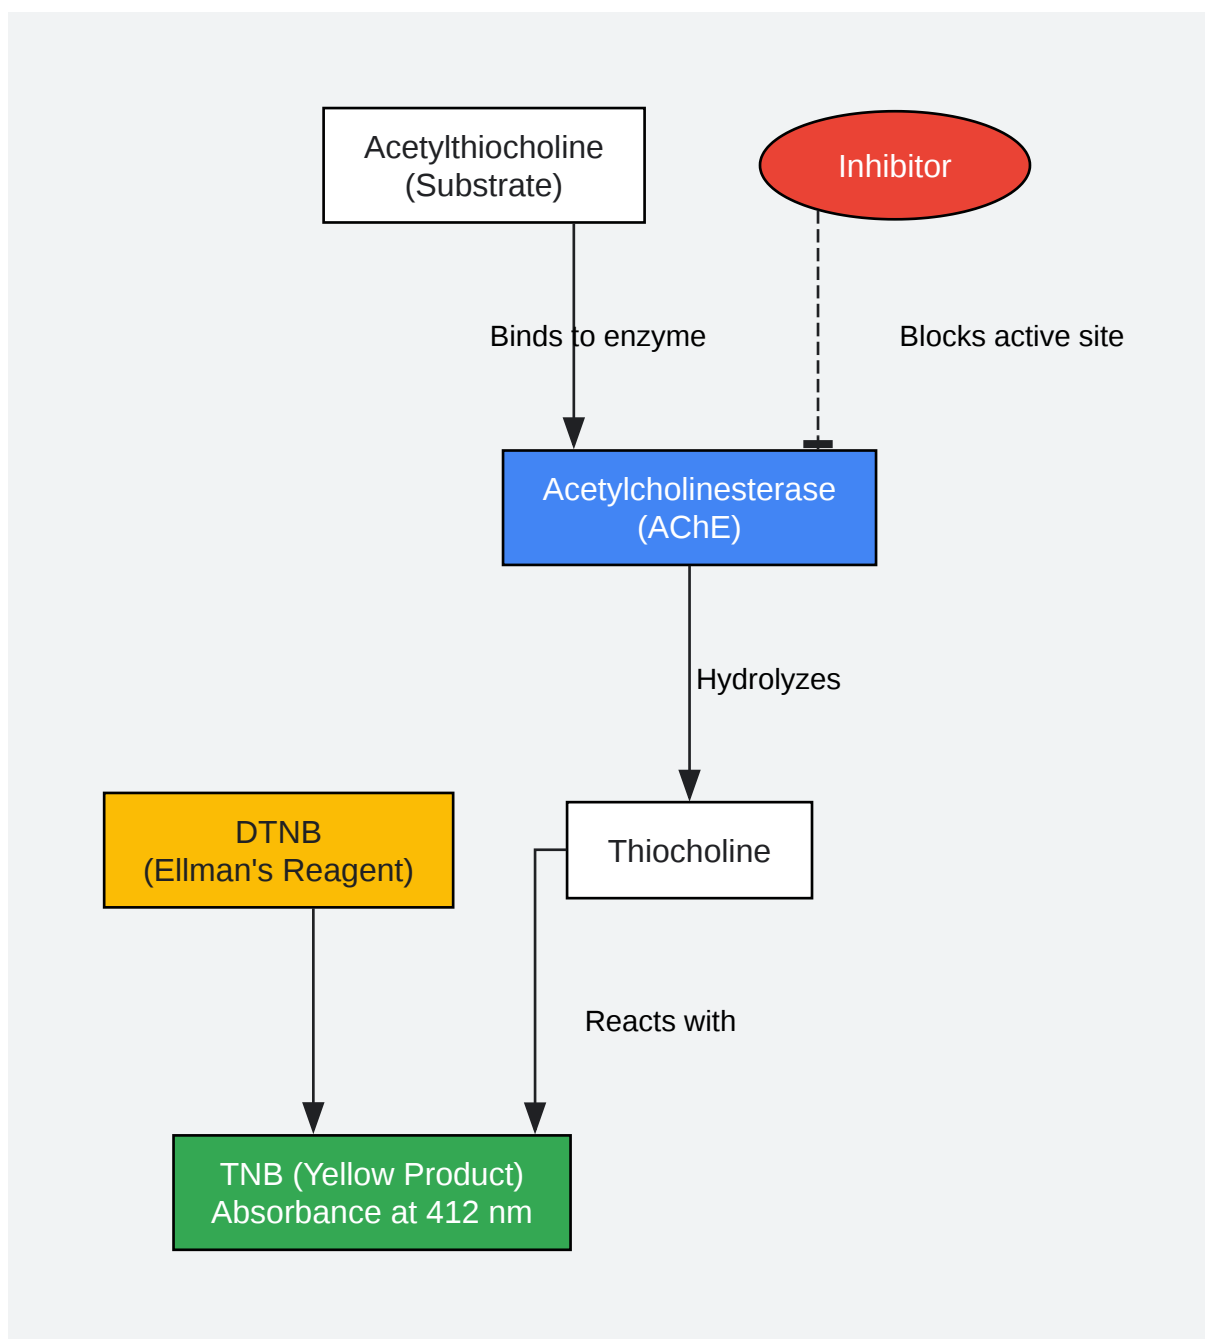 Acetylthiocholine
(Substrate)
Inhibitor
Binds to enzyme
Blocks active site
Acetylcholinesterase
(AChE)
Hydrolyzes
DTNB
(Ellman's Reagent)
Thiocholine
Reacts with
TNB (Yellow Product)
Absorbance at 412 nm